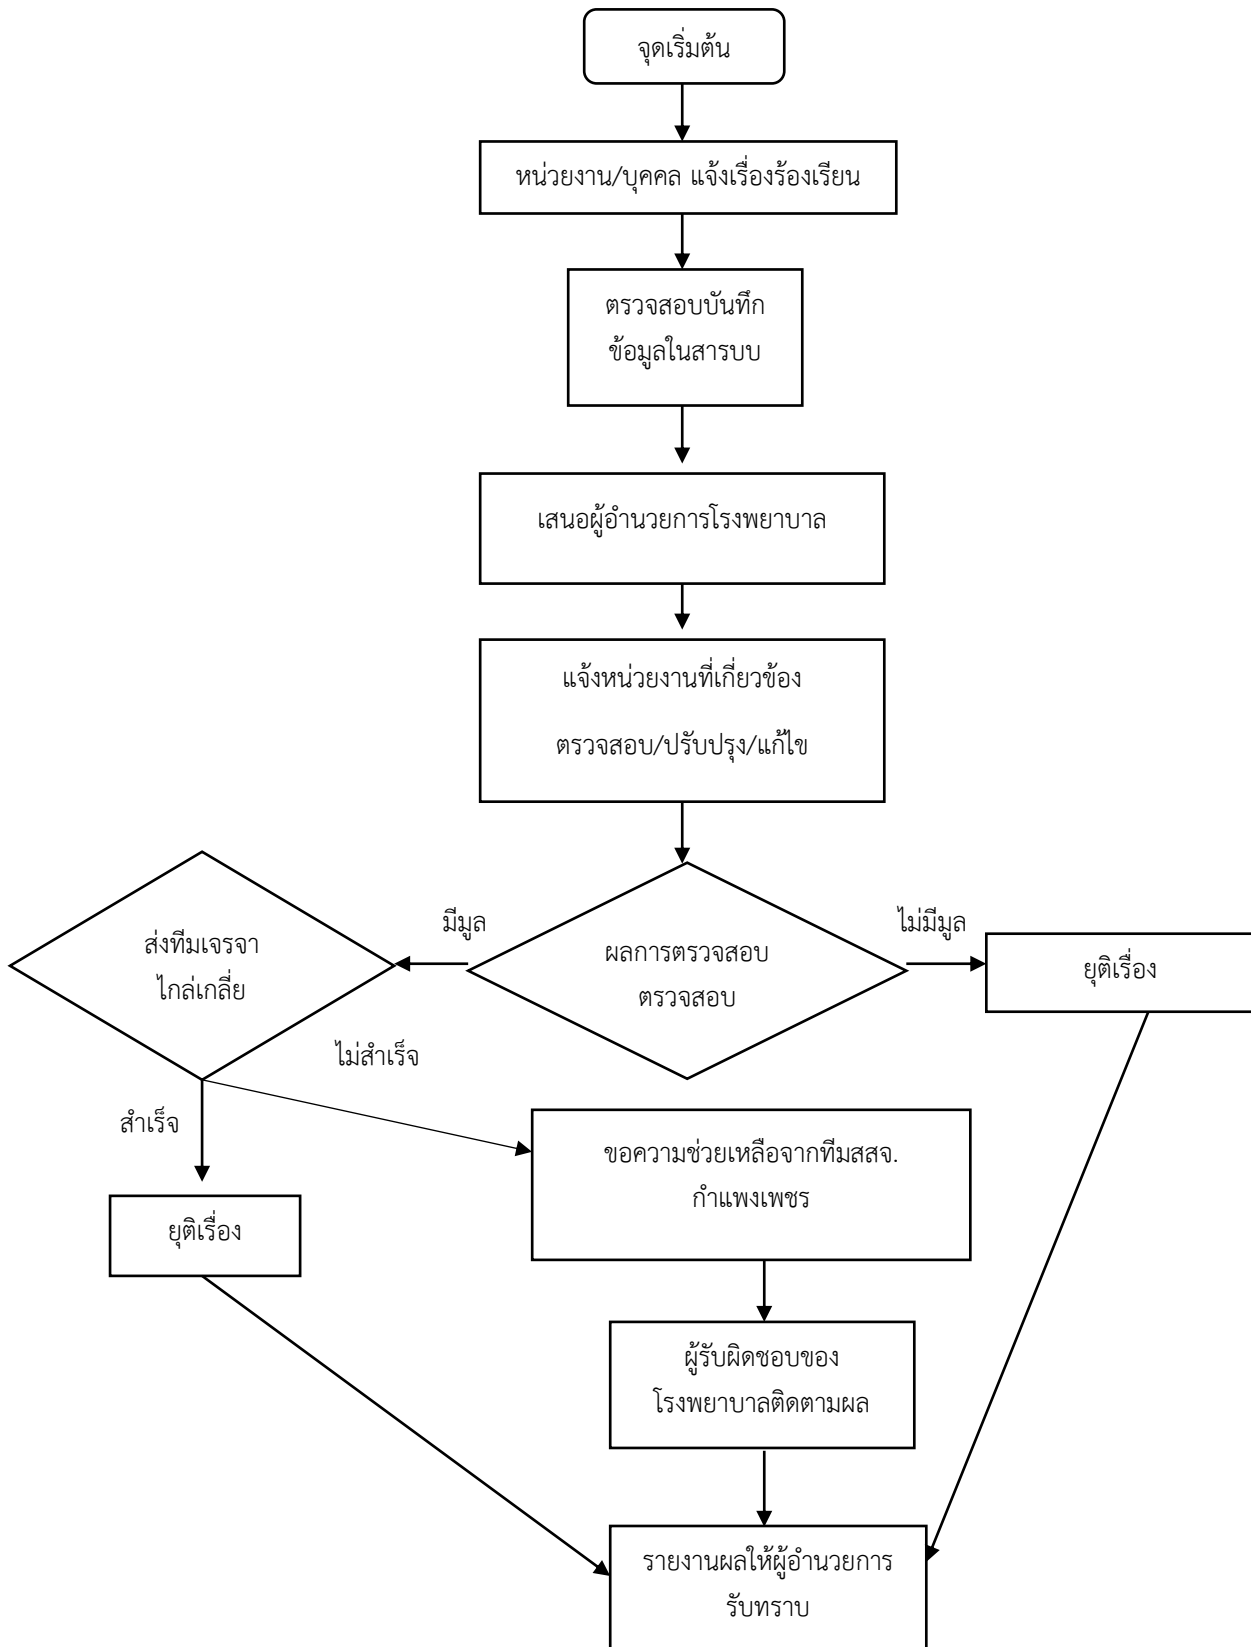 จุดเริ่มต้น
หน่วยงาน/บุคคล แจ้งเรื่องร้องเรียน
ตรวจสอบบันทึก
ข้อมูลในสารบบ
เสนอผู้อำนวยการโรงพยาบาล
แจ้งหน่วยงานที่เกี่ยวข้อง
ตรวจสอบ/ปรับปรุง/แก้ไข
มีมูล
ไม่มีมูล
ส่งทีมเจรจา
ไกล่เกลี่ย
ผลการตรวจสอบ
ตรวจสอบ
ยุติเรื่อง
ไม่สำเร็จ
สำเร็จ
ขอความช่วยเหลือจากทีมสสจ.
กำแพงเพชร
ยุติเรื่อง
ผู้รับผิดชอบของ
โรงพยาบาลติดตามผล
รายงานผลให้ผู้อำนวยการ
รับทราบ